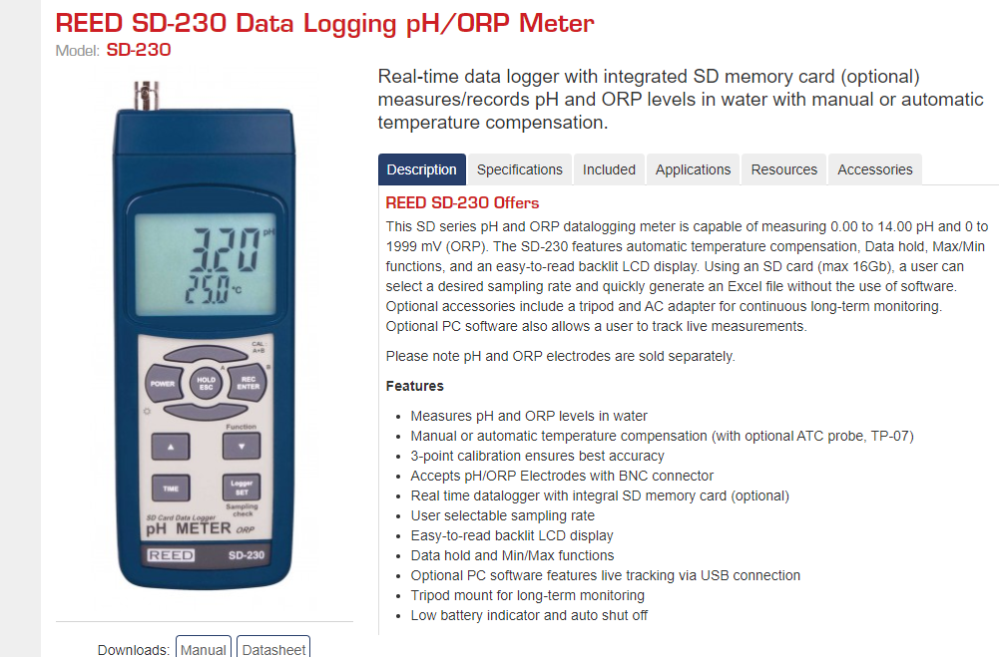 REED SD-230 Data Logging pH/ORP Meter
Model: SD-230
Real-time data logger with integrated SD memory card (optional)
measures/records pH and ORP levels in water with manual or automatic
temperature compensation.
Description Specifications Included Applications Resources Accessories
REED SD-230 Offers
This SD series pH and ORP datalogging meter is capable of measuring 0.00 to 14.00 pH and 0 to
1999 mV (ORP). The SD-230 features automatic temperature compensation, Data hold, Max/Min
functions, and an easy-to-read backlit LCD display. Using an SD card (max 16Gb), a user can
select a desired sampling rate and quickly generate an Excel file without the use of software.
Optional accessories include a tripod and AC adapter for continuous long-term monitoring.
Optional PC software also allows a user to track live measurements.
Please note pH and ORP electrodes are sold separately.
Features
• Measures pH and ORP levels in water
• Manual or automatic temperature compensation (with optional ATC probe, TP-07)
• 3-point calibration ensures best accuracy
• Accepts pH/ORP Electrodes with BNC connector
• Real time datalogger with integral SD memory card (optional)
• User selectable sampling rate
• Easy-to-read backlit LCD display
• Data hold and Min/Max functions
• Optional PC software features live tracking via USB connection
• Tripod mount for long-term monitoring
• Low battery indicator and auto shut off
3.20 pH
25.0 °C
CAL :
A+B
A
B
POWER
HOLD
ESC
REC
ENTER
Function
▲
▼
TIME
Logger
SET
Sampling
check
SD Card Data Logger
pH METER ORP
REED SD-230
Downloads: Manual Datasheet